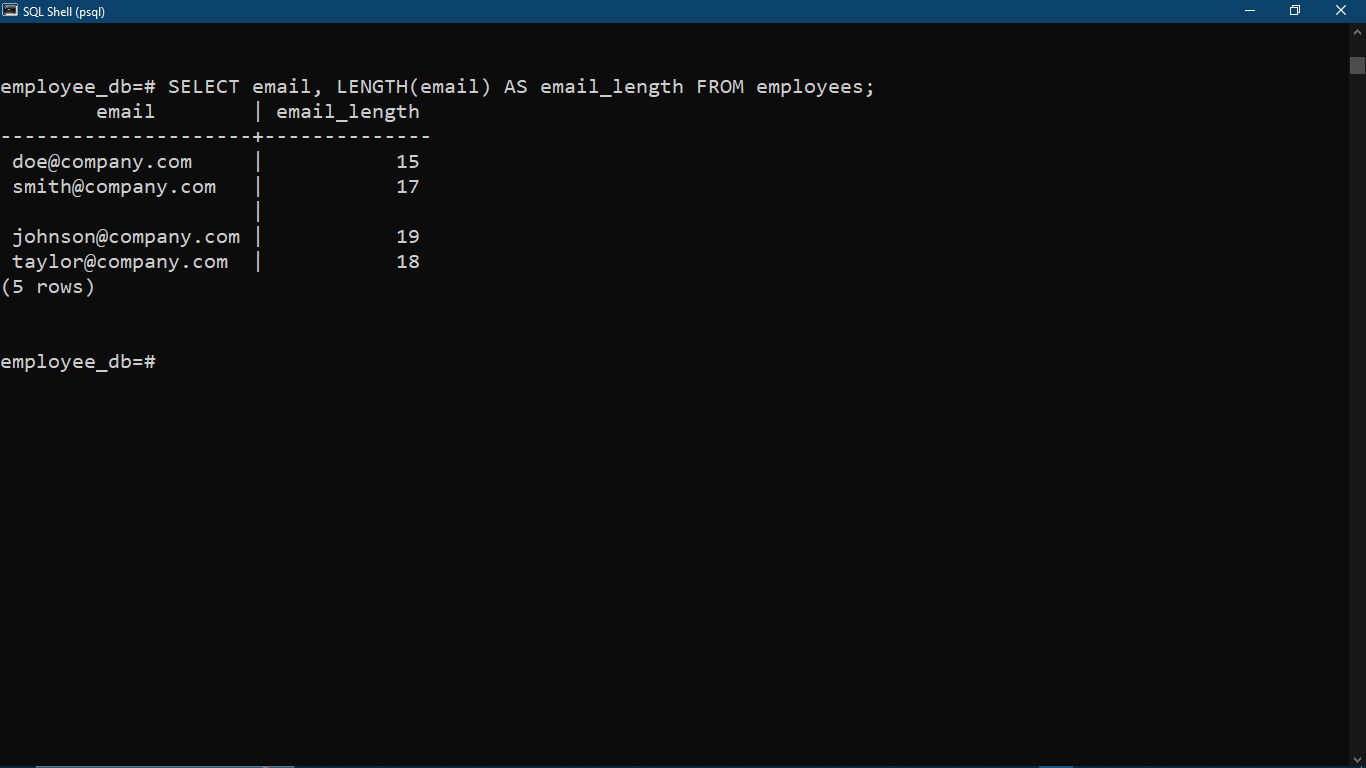 SQL Shell (psql)
employee_db=# SELECT email, LENGTH(email) AS email_length FROM employees;
        email        | email_length
---------------------+--------------
 doe@company.com     |           15
 smith@company.com   |           17
                     |
 johnson@company.com |           19
 taylor@company.com  |           18
(5 rows)
employee_db=#